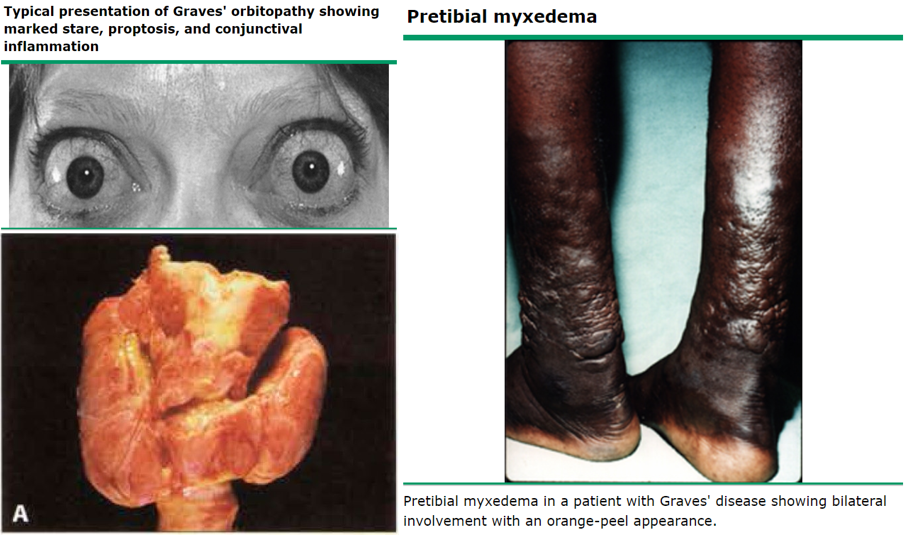 Typical presentation of Graves' orbitopathy showing
marked stare, proptosis, and conjunctival
inflammation
A
Pretibial myxedema
Pretibial myxedema in a patient with Graves' disease showing bilateral
involvement with an orange-peel appearance.